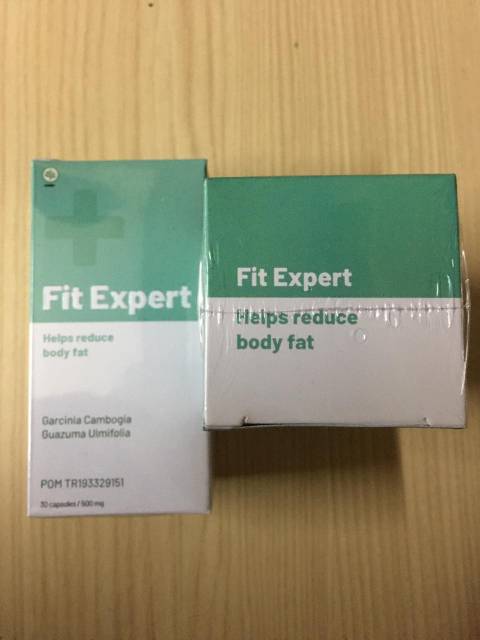 Fit Expert
Helps reduce
body fat
Garcinia Cambogia
Guazuma Ulmifolia
POM TR193329151
30 capsules / 500 mg
Fit Expert
Helps reduce
body fat